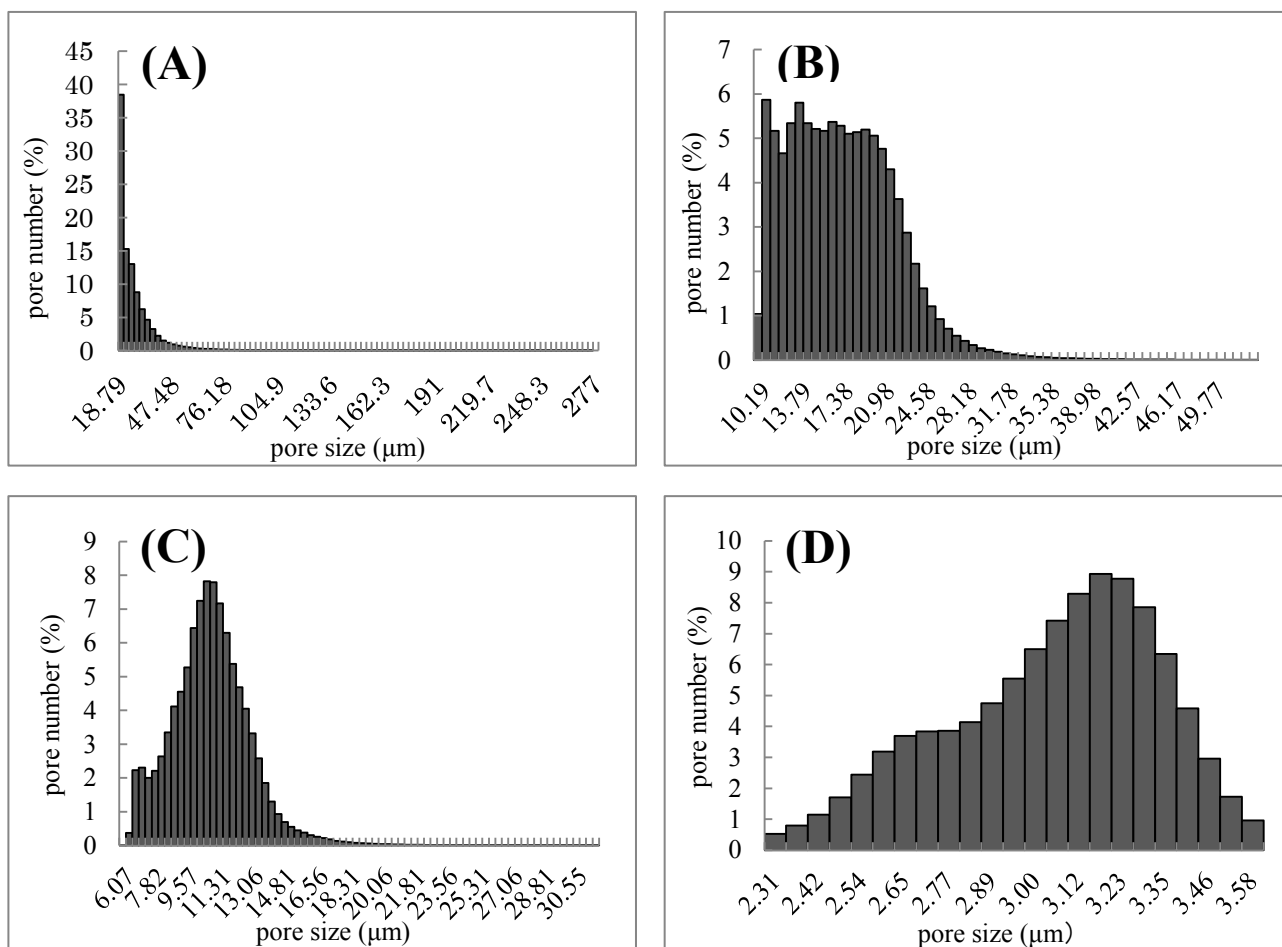 (A)
pore number (%)
45
40
35
30
25
20
15
10
5
0
18.79 47.48 76.18 104.9 133.6 162.3 191 219.7 248.3 277
pore size (μm)
(B)
pore number (%)
7
6
5
4
3
2
1
0
10.19 13.79 17.38 20.98 24.58 28.18 31.78 35.38 38.98 42.57 46.17 49.77
pore size (μm)
(C)
pore number (%)
9
8
7
6
5
4
3
2
1
0
6.07 7.82 9.57 11.31 13.06 14.81 16.56 18.31 20.06 21.81 23.56 25.31 27.06 28.81 30.55
pore size (μm)
(D)
pore number (%)
10
9
8
7
6
5
4
3
2
1
0
2.31 2.42 2.54 2.65 2.77 2.89 3.00 3.12 3.23 3.35 3.46 3.58
pore size (μm)